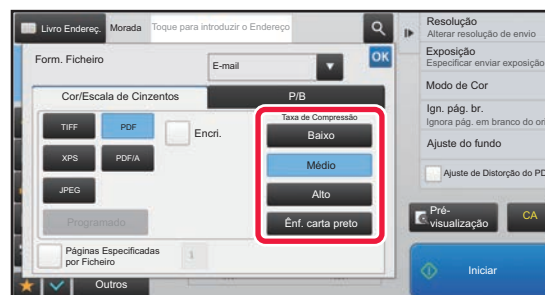 Livro Endereç.
Morada
Toque para introduzir o Endereço
Form. Ficheiro
E-mail
OK
Cor/Escala de Cinzentos
P/B
TIFF
PDF
Encri.
XPS
PDF/A
JPEG
Programado
Páginas Especificadas
por Ficheiro
1
Taxa de Compressão
Baixo
Médio
Alto
Ênf. carta preto
Outros
Resolução
Alterar resolução de envio
Exposição
Especificar enviar exposição
Modo de Cor
Ign. pág. br.
Ignora pág. em branco do ori
Ajuste do fundo
Ajuste de Distorção do PD
Pré-
visualização
CA
Iniciar